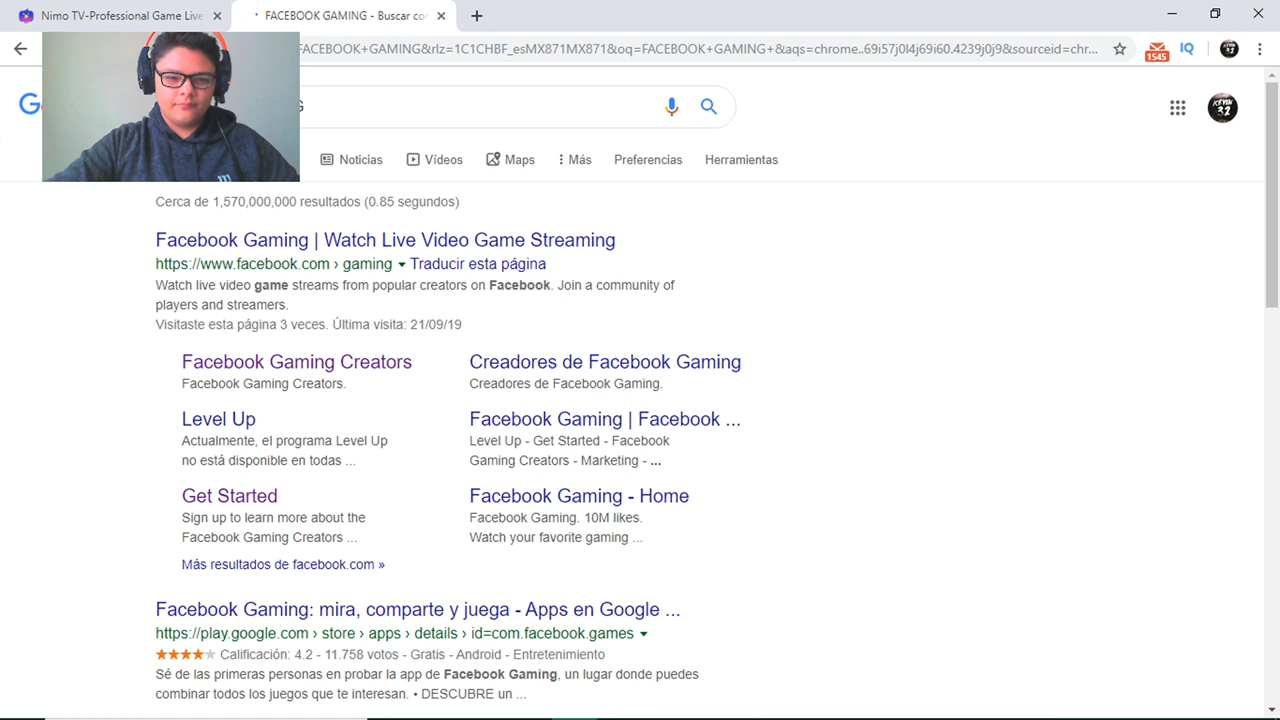 Nimo TV-Professional Game Live
FACEBOOK GAMING - Buscar co
FACEBOOK+GAMING&rlz=1C1CHBF_esMX871MX871&oq=FACEBOOK+GAMING+&aqs=chrome..69i57j0l4j69i60.4239j0j9&sourceid=chr...
1545
IQ
G
KEVIN
32
Noticias
Vídeos
Maps
Más
Preferencias
Herramientas
Cerca de 1,570,000,000 resultados (0.85 segundos)
Facebook Gaming | Watch Live Video Game Streaming
https://www.facebook.com › gaming ▾ Traducir esta página
Watch live video game streams from popular creators on Facebook. Join a community of
players and streamers.
Visitaste esta página 3 veces. Última visita: 21/09/19
Facebook Gaming Creators
Facebook Gaming Creators.
Creadores de Facebook Gaming
Creadores de Facebook Gaming.
Level Up
Actualmente, el programa Level Up
no está disponible en todas ...
Facebook Gaming | Facebook ...
Level Up - Get Started - Facebook
Gaming Creators - Marketing - ...
Get Started
Sign up to learn more about the
Facebook Gaming Creators ...
Facebook Gaming - Home
Facebook Gaming. 10M likes.
Watch your favorite gaming ...
Más resultados de facebook.com »
Facebook Gaming: mira, comparte y juega - Apps en Google ...
https://play.google.com › store › apps › details › id=com.facebook.games ▾
Calificación: 4.2 - 11.758 votos - Gratis - Android - Entretenimiento
Sé de las primeras personas en probar la app de Facebook Gaming, un lugar donde puedes
combinar todos los juegos que te interesan. • DESCUBRE un ...